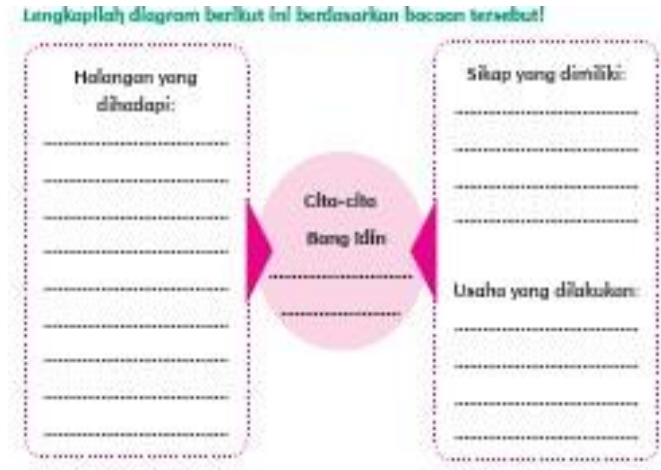 Lengkapilah diagram berikut ini berdasarkan bacaan tersebut!
Halangan yang
dihadapi:
Cita-cita
Bang Idin
Sikap yang dimiliki:
Usaha yang dilakukan: